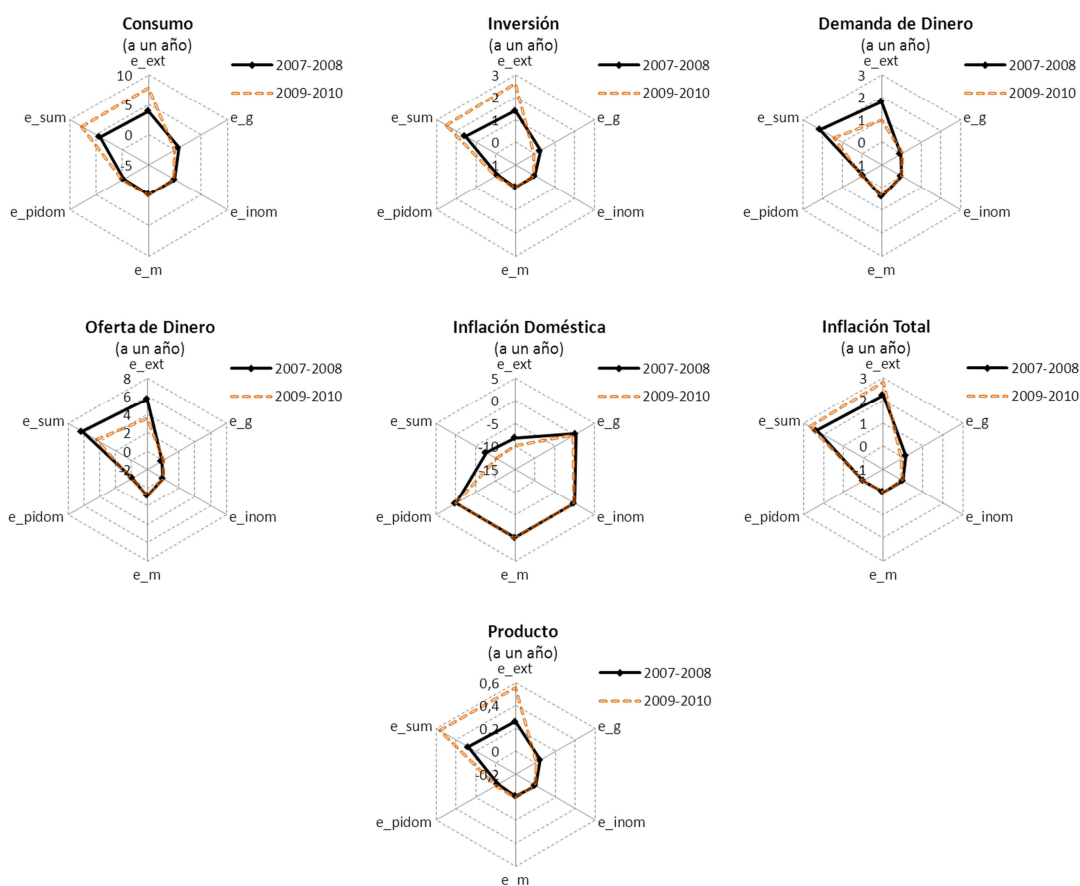 Consumo
(a un año)
e_ext
2007-2008
2009-2010
10
5
0
-5
e_sum
e_g
e_pidom
e_inom
e_m
Inversión
(a un año)
e_ext
2007-2008
2009-2010
3
2
1
0
1
e_sum
e_g
e_pidom
e_inom
e_m
Demanda de Dinero
(a un año)
e_ext
2007-2008
2009-2010
3
2
1
0
1
e_sum
e_g
e_pidom
e_inom
e_m
Oferta de Dinero
(a un año)
e_ext
2007-2008
2009-2010
8
6
4
2
0
-2
e_sum
e_g
e_pidom
e_inom
e_m
Inflación Doméstica
(a un año)
e_ext
2007-2008
2009-2010
5
0
-5
-10
-15
e_sum
e_g
e_pidom
e_inom
e_m
Inflación Total
(a un año)
e_ext
2007-2008
2009-2010
3
2
1
0
-1
e_sum
e_g
e_pidom
e_inom
e_m
Producto
(a un año)
e_ext
2007-2008
2009-2010
0,6
0,4
0,2
0
-0,2
e_sum
e_g
e_pidom
e_inom
e_m